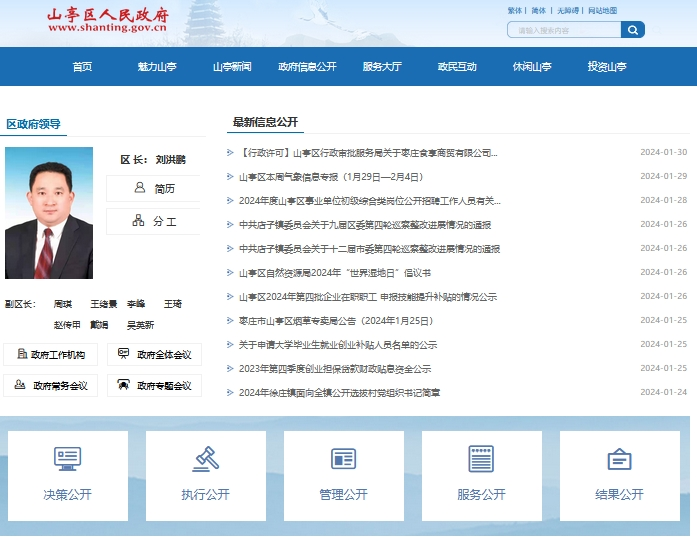 山亭区人民政府
www.shanting.gov.cn
繁体 | 简体 | 无障碍 | 网站地图
请输入搜索内容
首页 魅力山亭 山亭新闻 政府信息公开 服务大厅 政民互动 休闲山亭 投资山亭
区政府领导
区 长： 刘洪鹏
简历
分 工
副区长： 周琪 王绪景 李峰 王琦
赵传甲 戴娟 吴英新
政府工作机构 政府全体会议
政府常务会议 政府专题会议
最新信息公开
【行政许可】山亭区行政审批服务局关于枣庄食享商贸有限公司... 2024-01-30
山亭区本周气象信息专报（1月29日—2月4日） 2024-01-29
2024年度山亭区事业单位初级综合类岗位公开招聘工作人员有关... 2024-01-28
中共店子镇委员会关于九届区委第四轮巡察整改进展情况的通报 2024-01-26
中共店子镇委员会关于十二届市委第四轮巡察整改进展情况的通报 2024-01-26
山亭区自然资源局2024年“世界湿地日”倡议书 2024-01-26
山亭区2024年第四批企业在职职工 申报技能提升补贴的情况公示 2024-01-26
枣庄市山亭区烟草专卖局公告（2024年1月25日） 2024-01-25
关于申请大学毕业生就业创业补贴人员名单的公示 2024-01-25
2023年第四季度创业担保贷款财政贴息资金公示 2024-01-25
2024年徐庄镇面向全镇公开选拔村党组织书记简章 2024-01-24
决策公开 执行公开 管理公开 服务公开 结果公开